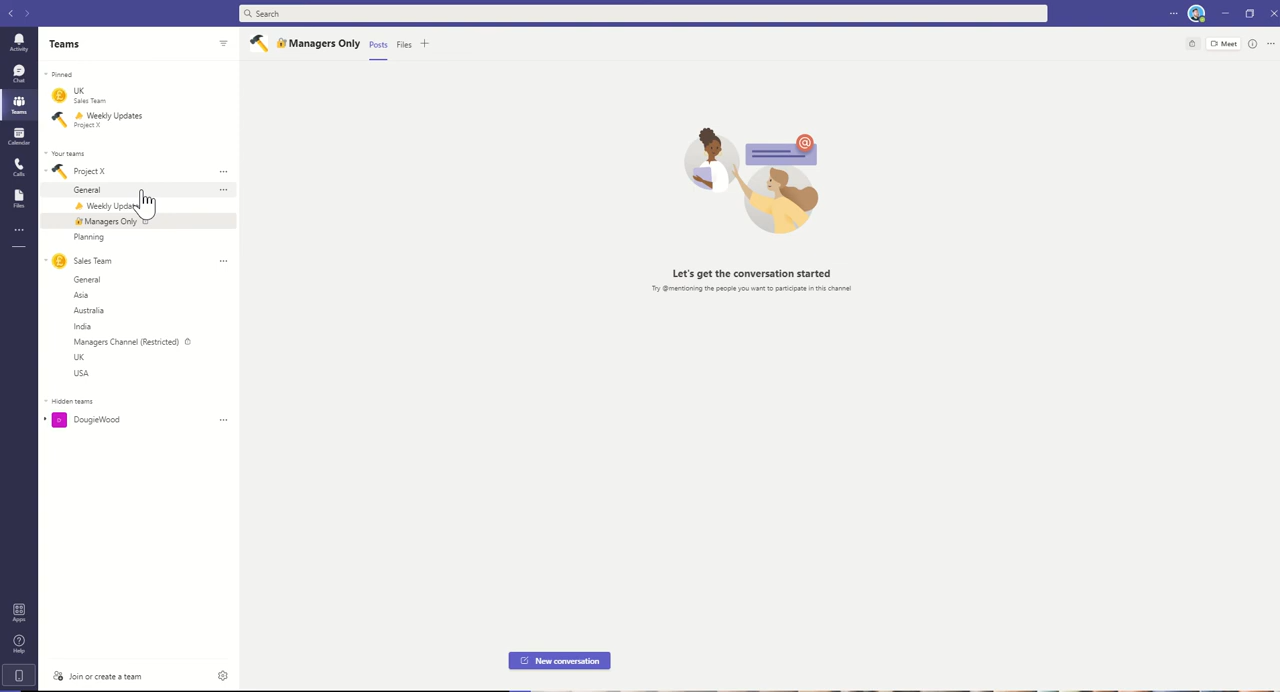 Search
Activity
Chat
Teams
Calendar
Calls
Files
Apps
Help
Teams
Pinned
UK
Sales Team
Weekly Updates
Project X
Your teams
Project X
General
Weekly Updat
Managers Only
Planning
Sales Team
General
Asia
Australia
India
Managers Channel (Restricted)
UK
USA
Hidden teams
D
DougieWood
Join or create a team
Managers Only Posts Files
Meet
Let's get the conversation started
Try @mentioning the people you want to participate in this channel
New conversation